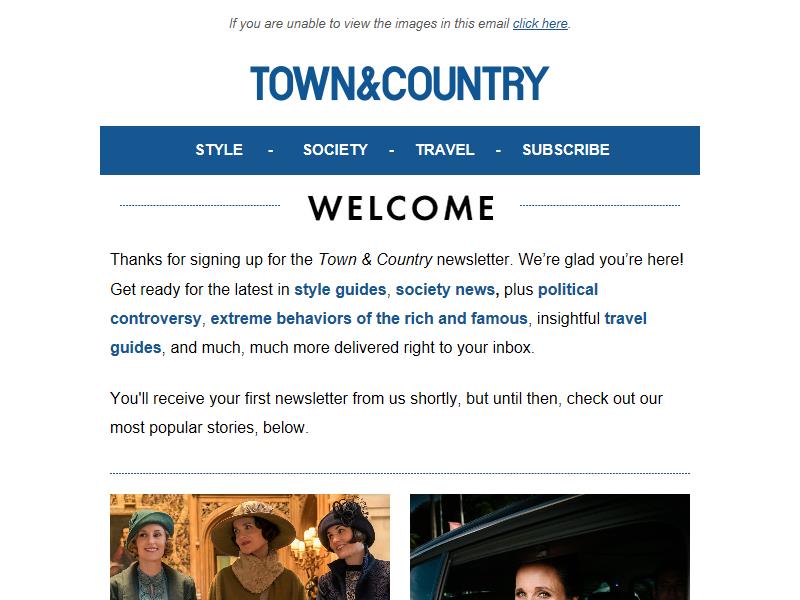 If you are unable to view the images in this email click here.
TOWN&COUNTRY
STYLE - SOCIETY - TRAVEL - SUBSCRIBE
WELCOME
Thanks for signing up for the Town & Country newsletter. We’re glad you’re here!
Get ready for the latest in style guides, society news, plus political
controversy, extreme behaviors of the rich and famous, insightful travel
guides, and much, much more delivered right to your inbox.
You'll receive your first newsletter from us shortly, but until then, check out our
most popular stories, below.